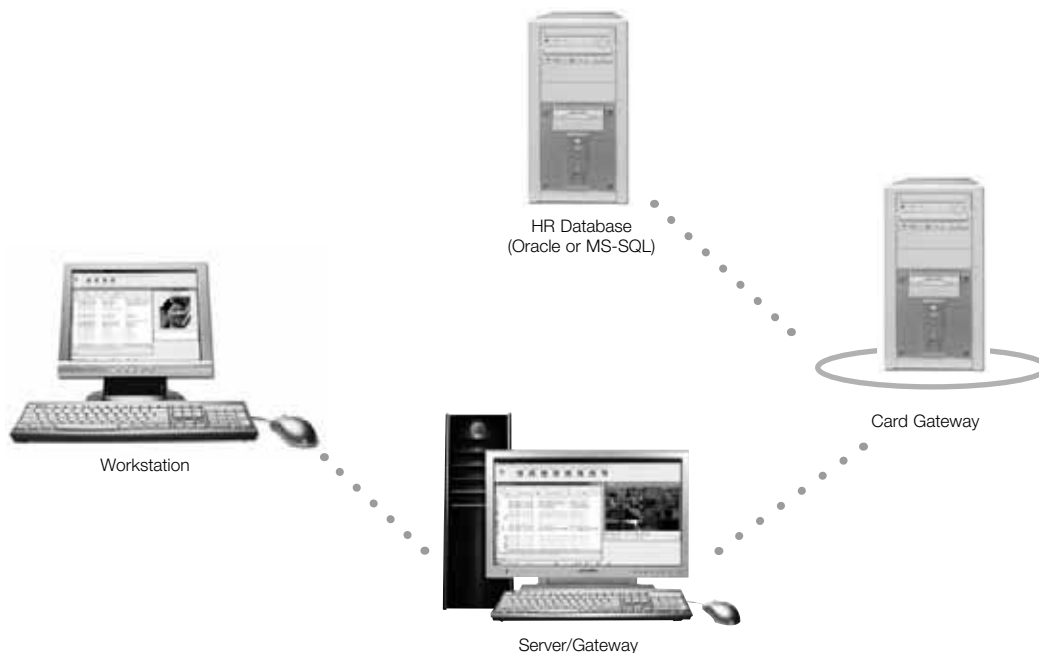 HR Database
(Oracle or MS-SQL)
Card Gateway
Workstation
Server/Gateway